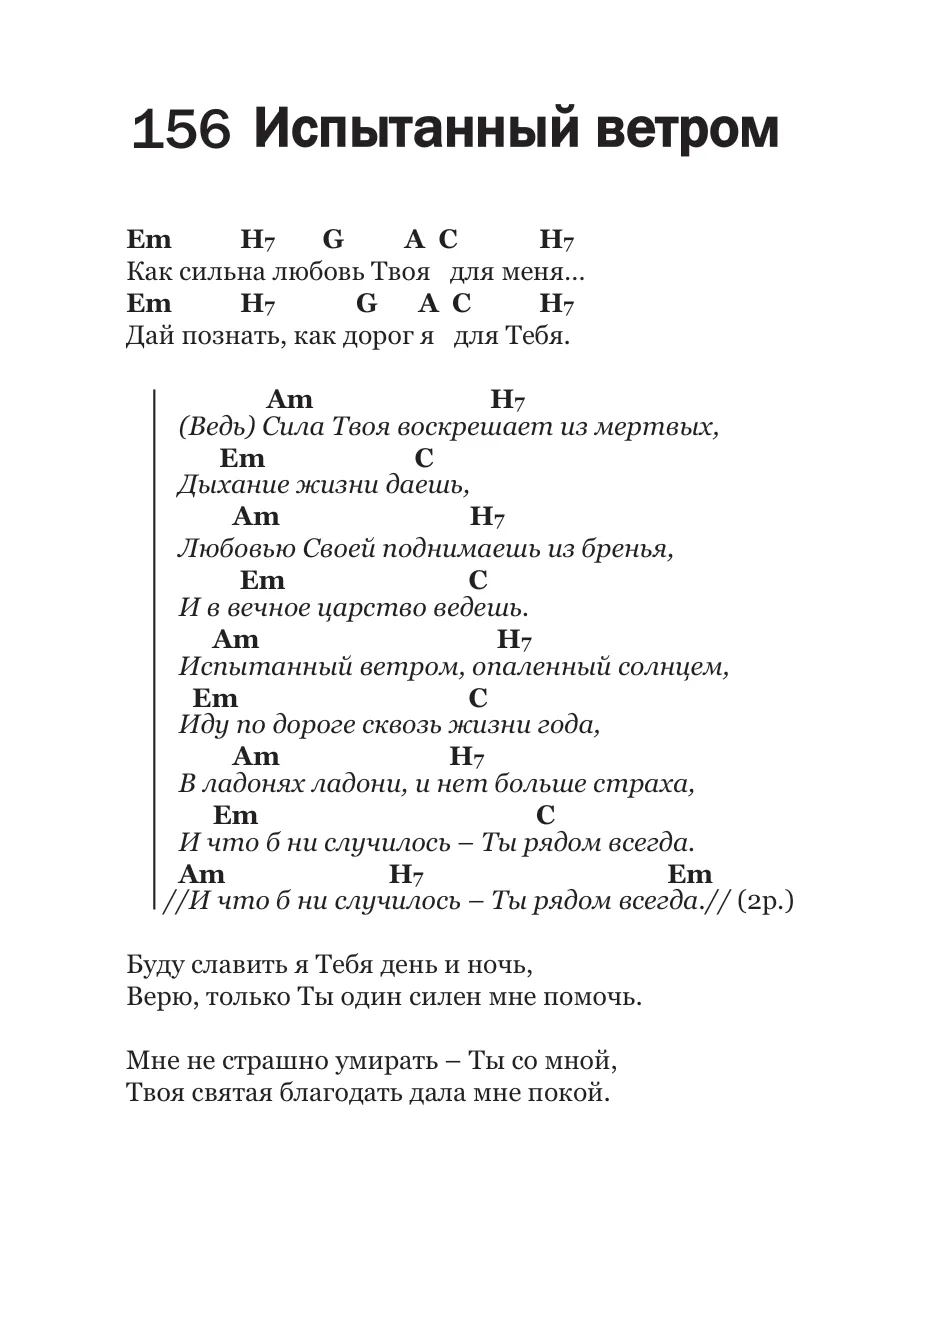 156 Испытанный ветром
Em H7 G A C H7
Как сильна любовь Твоя для меня...
Em H7 G A C H7
Дай познать, как дорог я для Тебя.
Am H7
(Ведь) Сила Твоя воскрешает из мертвых,
Em C
Дыхание жизни даешь,
Am H7
Любовью Своей поднимаешь из бренья,
Em C
И в вечное царство ведешь.
Am H7
Испытанный ветром, опаленный солнцем,
Em C
Иду по дороге сквозь жизни года,
Am H7
В ладонях ладони, и нет больше страха,
Em C
И что б ни случилось – Ты рядом всегда.
Am H7 Em
//И что б ни случилось – Ты рядом всегда.// (2р.)
Буду славить я Тебя день и ночь,
Верю, только Ты один силен мне помочь.
Мне не страшно умирать – Ты со мной,
Твоя святая благодать дала мне покой.